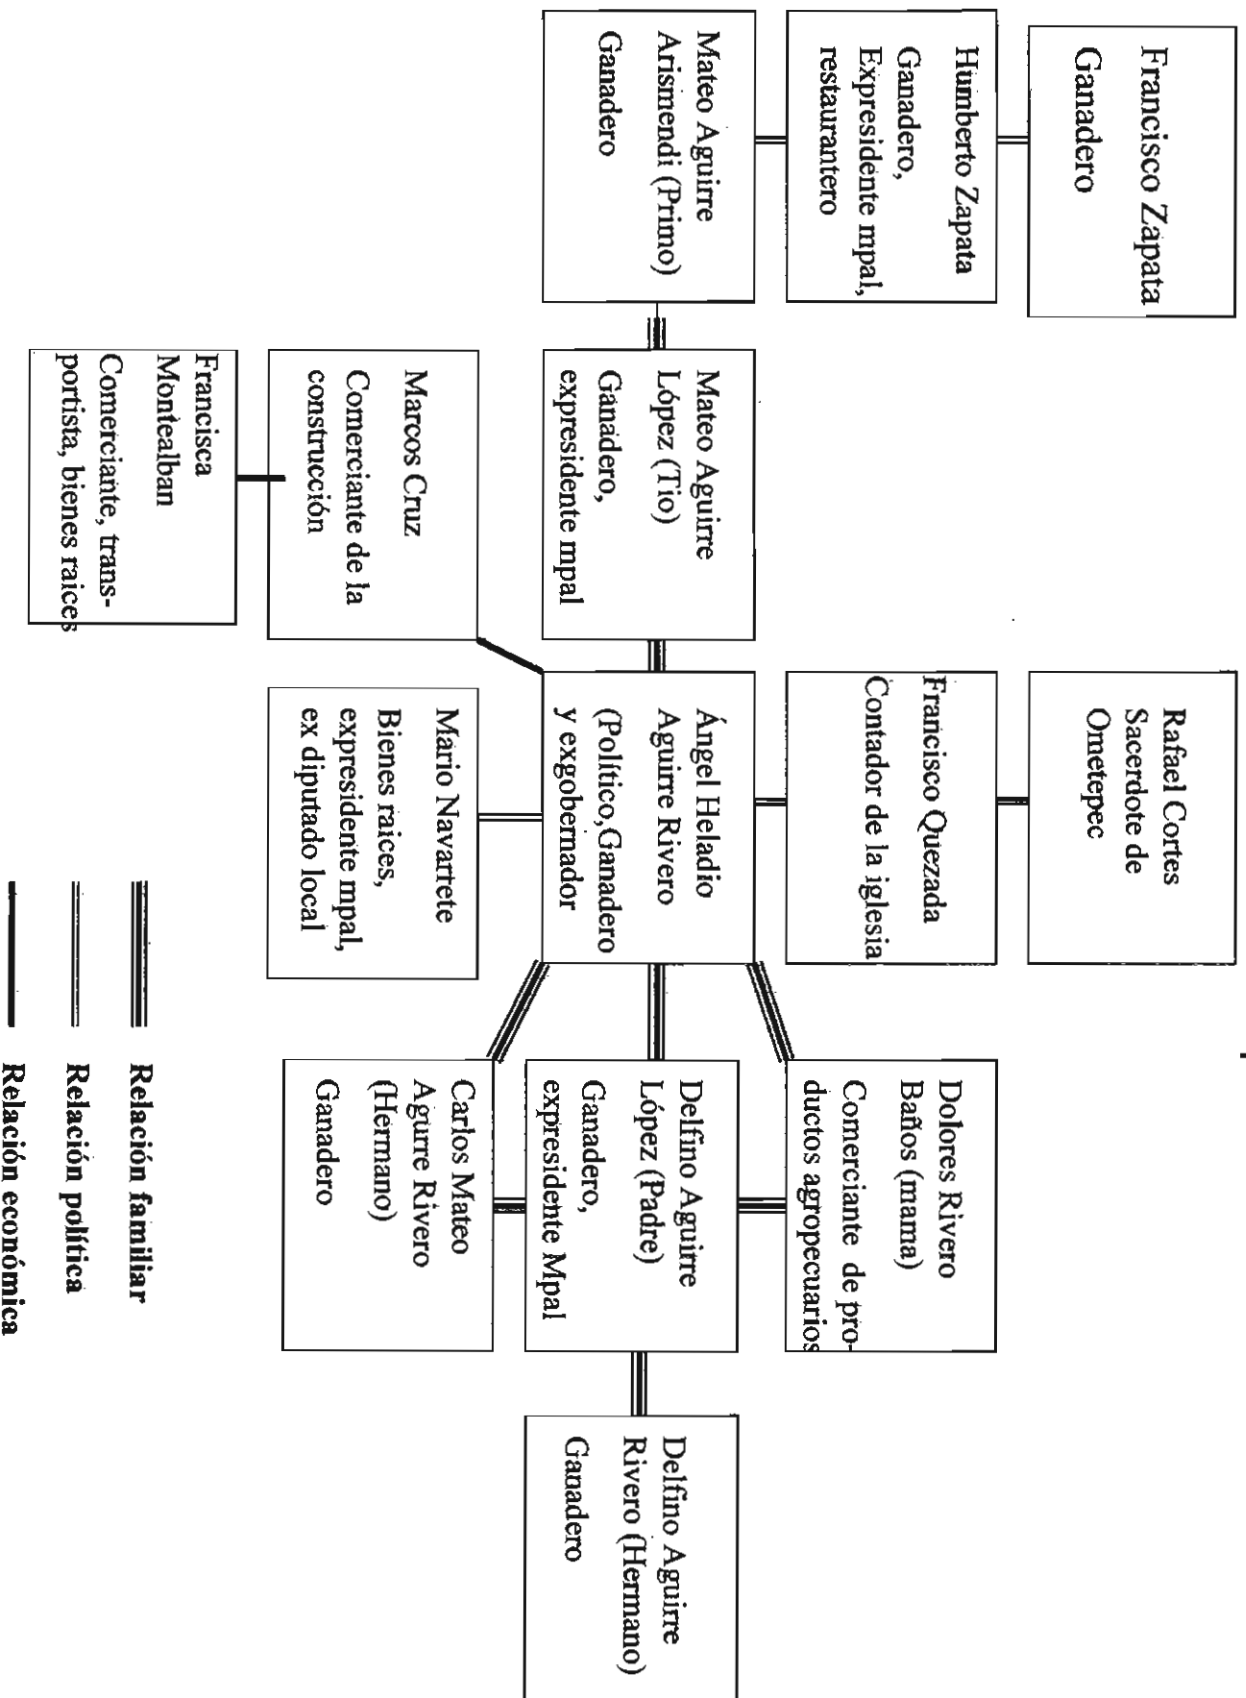 Francisco Zapata
Ganadero
Rafael Cortes
Sacerdote de
Ometepec
Humberto Zapata
Ganadero,
Expresidente mpal,
restaurantero
Francisco Quezada
Contador de la iglesia
Dolores Rivero
Baños (mama)
Comerciante de pro-
ductos agropecuarios
Mateo Aguirre
Arismendi (Primo)
Ganadero
Mateo Aguirre
López (Tio)
Ganadero,
expresidente mpal
Ángel Heladio
Aguirre Rivero
(Político,Ganadero
y exgobernador
Delfino Aguirre
López (Padre)
Ganadero,
expresidente Mpal
Delfino Aguirre
Rivero (Hermano)
Ganadero
Marcos Cruz
Comerciante de la
construcción
Mario Navarrete
Bienes raices,
expresidente mpal,
ex diputado local
Carlos Mateo
Agurre Rivero
(Hermano)
Ganadero
Francisca
Montealban
Comerciante, trans-
portista, bienes raices
Relación familiar
Relación política
Relación económica